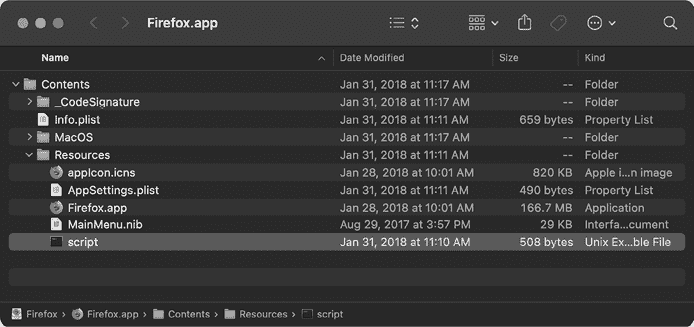 Firefox.app
Name Date Modified Size Kind
Contents Jan 31, 2018 at 11:17 AM -- Folder
_CodeSignature Jan 31, 2018 at 11:17 AM -- Folder
Info.plist Jan 31, 2018 at 11:11 AM 659 bytes Property List
MacOS Jan 31, 2018 at 11:17 AM -- Folder
Resources Jan 31, 2018 at 11:11 AM -- Folder
appIcon.icns Jan 28, 2018 at 10:01 AM 820 KB Apple i...n image
AppSettings.plist Jan 31, 2018 at 11:11 AM 490 bytes Property List
Firefox.app Jan 28, 2018 at 10:01 AM 166.7 MB Application
MainMenu.nib Aug 29, 2017 at 3:57 PM 29 KB Interfa...cument
script Jan 31, 2018 at 11:10 AM 508 bytes Unix Ex...ble File
Firefox › Firefox.app › Contents › Resources › script